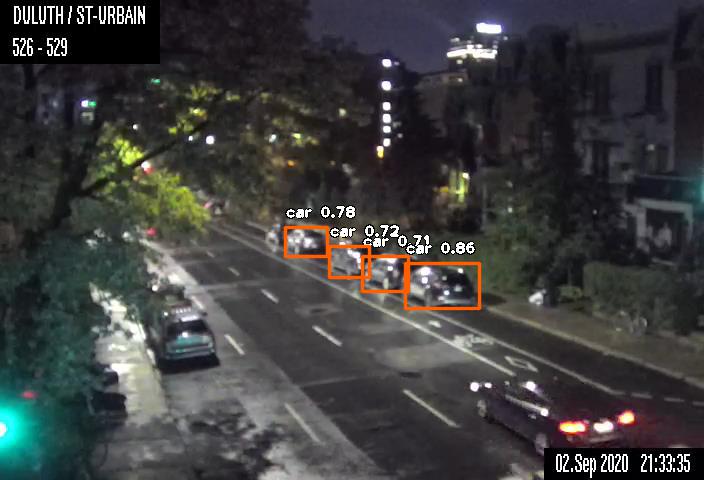 DULUTH / ST-URBAIN
526 - 529
car 0.78
car 0.72
car 0.71
car 0.86
02.Sep 2020 21:33:35